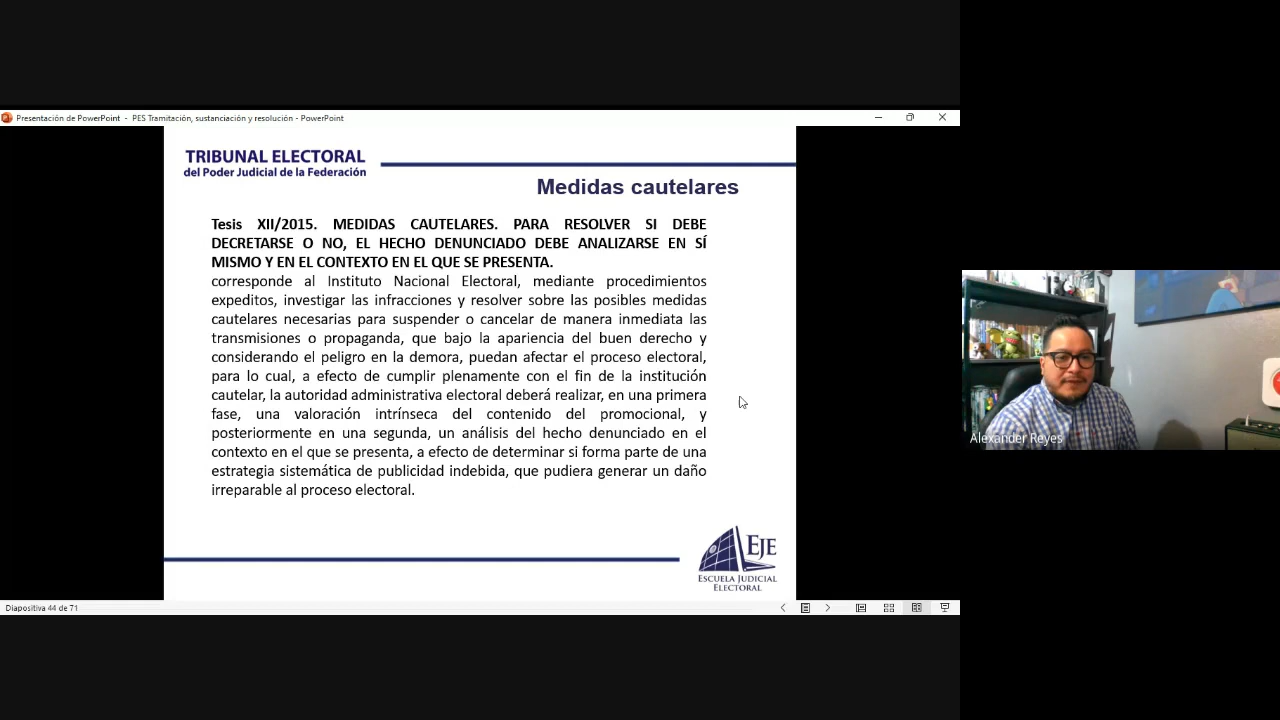 Presentación de PowerPoint - PES Tramitación, sustanciación y resolución - PowerPoint
TRIBUNAL ELECTORAL
del Poder Judicial de la Federación
Medidas cautelares
Tesis XII/2015. MEDIDAS CAUTELARES. PARA RESOLVER SI DEBE
DECRETARSE O NO, EL HECHO DENUNCIADO DEBE ANALIZARSE EN SÍ
MISMO Y EN EL CONTEXTO EN EL QUE SE PRESENTA.
corresponde al Instituto Nacional Electoral, mediante procedimientos
expeditos, investigar las infracciones y resolver sobre las posibles medidas
cautelares necesarias para suspender o cancelar de manera inmediata las
transmisiones o propaganda, que bajo la apariencia del buen derecho y
considerando el peligro en la demora, puedan afectar el proceso electoral,
para lo cual, a efecto de cumplir plenamente con el fin de la institución
cautelar, la autoridad administrativa electoral deberá realizar, en una primera
fase, una valoración intrínseca del contenido del promocional, y
posteriormente en una segunda, un análisis del hecho denunciado en el
contexto en el que se presenta, a efecto de determinar si forma parte de una
estrategia sistemática de publicidad indebida, que pudiera generar un daño
irreparable al proceso electoral.
EJE
ESCUELA JUDICIAL
ELECTORAL
Diapositiva 44 de 71
Alexander Reyes